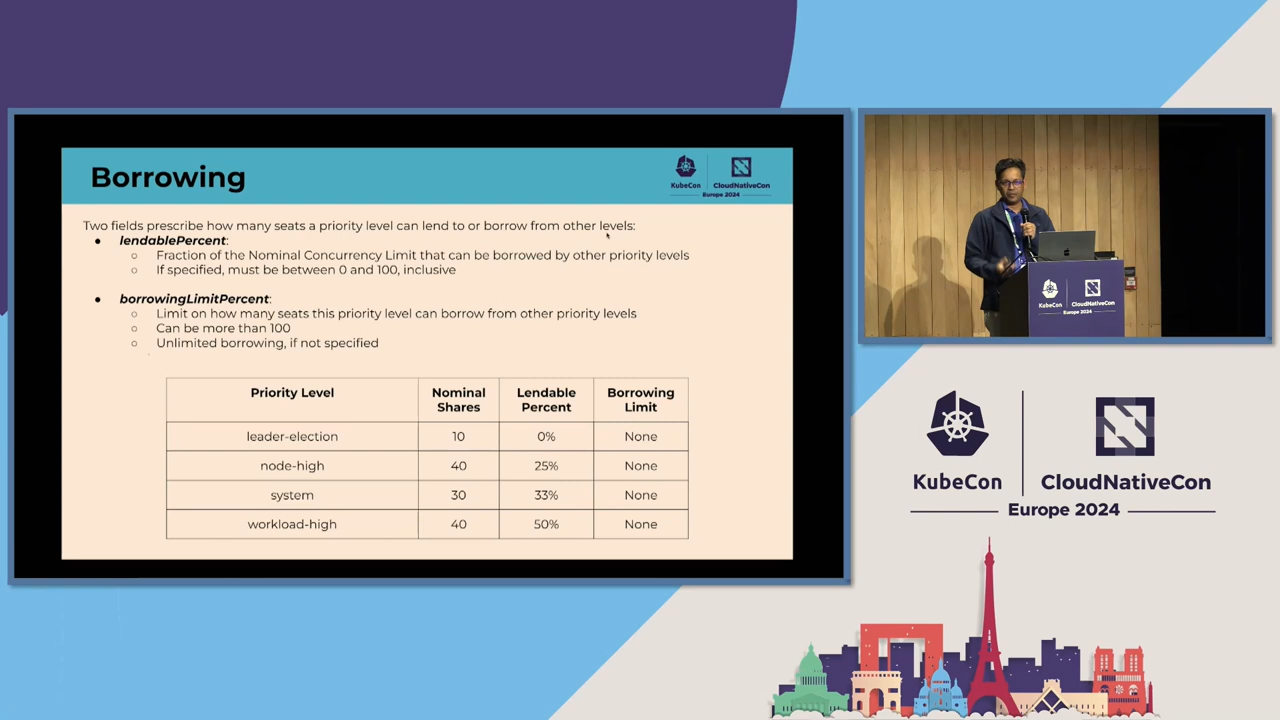 Borrowing
KubeCon
CloudNativeCon
Europe 2024
Two fields prescribe how many seats a priority level can lend to or borrow from other levels:
● lendablePercent:
○ Fraction of the Nominal Concurrency Limit that can be borrowed by other priority levels
○ If specified, must be between 0 and 100, inclusive
● borrowingLimitPercent:
○ Limit on how many seats this priority level can borrow from other priority levels
○ Can be more than 100
○ Unlimited borrowing, if not specified
Priority Level Nominal Shares Lendable Percent Borrowing Limit
leader-election 10 0% None
node-high 40 25% None
system 30 33% None
workload-high 40 50% None
KubeCon CloudNativeCon
Europe 2024
KubeCon CloudNativeCon
Europe 2024